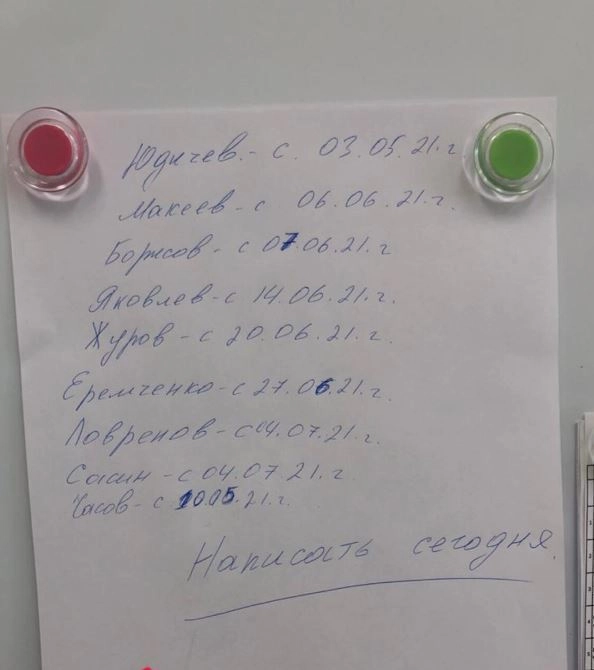 Юдичев - с. 03.05.21.г.
Макеев - с 06.06.21.г.
Борисов - с 07.06.21.г
Яковлев - с 14.06.21.г.
Журов - с 20.06.21.г.
Еремченко - с 27.06.21.г.
Лавренов - с 04.07.21.г.
Сасин - с 04.07 21.г
Часов - с 10.05.21.г.
Написать сегодня.